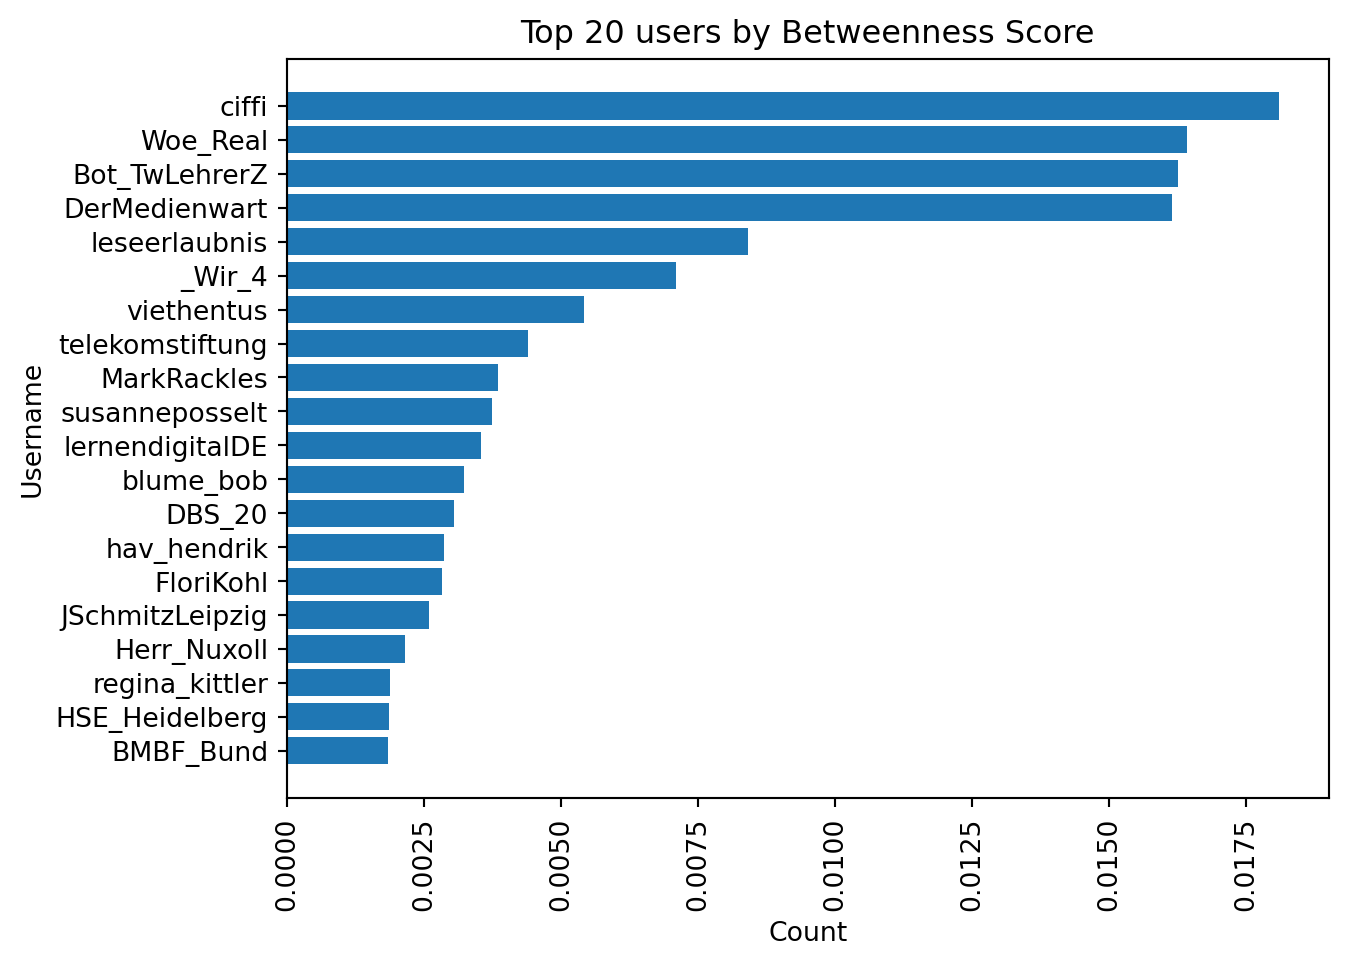 Top 20 users by Betweenness Score
Username
ciffi
Woe_Real
Bot_TwLehrerZ
DerMedienwart
leseerlaubnis
_Wir_4
viethentus
telekomstiftung
MarkRackles
susanneposselt
lernendigitalDE
blume_bob
DBS_20
hav_hendrik
FloriKohl
JSchmitzLeipzig
Herr_Nuxoll
regina_kittler
HSE_Heidelberg
BMBF_Bund
0.0000
0.0025
0.0050
0.0075
0.0100
0.0125
0.0150
0.0175
Count